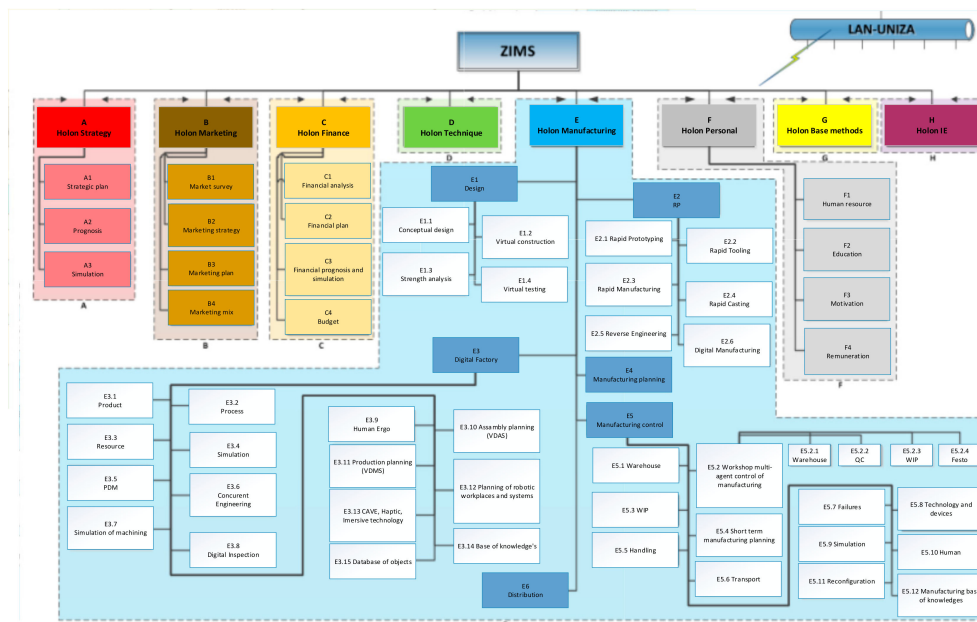 LAN-UNIZA
ZIMS
A
Holon Strategy
B
Holon Marketing
C
Holon Finance
D
Holon Technique
E
Holon Manufacturing
F
Holon Personal
G
Holon Base methods
H
Holon IE
D
G
H
A1
Strategic plan
A2
Prognosis
A3
Simulation
A
B1
Market survey
B2
Marketing strategy
B3
Marketing plan
B4
Marketing mix
B
C1
Financial analysis
C2
Financial plan
C3
Financial prognosis and
simulation
C4
Budget
C
E1
Design
E1.1
Conceptual design
E1.2
Virtual construction
E1.3
Strength analysis
E1.4
Virtual testing
E2
RP
E2.1 Rapid Prototyping
E2.2
Rapid Tooling
E2.3
Rapid Manufacturing
E2.4
Rapid Casting
E2.5 Reverse Engineering
E2.6
Digital Manufacturing
F1
Human resource
F2
Education
F3
Motivation
F4
Remuneration
F
E3
Digital Factory
E4
Manufacturing planning
E5
Manufacturing control
E3.1
Product
E3.2
Process
E3.3
Resource
E3.4
Simulation
E3.5
PDM
E3.6
Concurent
Engineering
E3.7
Simulation of machining
E3.8
Digital Inspection
E3.9
Human Ergo
E3.10 Assembly planning
(VDAS)
E3.11 Production planning
(VDMS)
E3.12 Planning of robotic
workplaces and systems
E3.13 CAVE, Haptic,
Imersive technology
E3.14 Base of knowledge's
E3.15 Database of objects
E5.1 Warehouse
E5.2 Workshop multi-
agent control of
manufacturing
E5.2.1
Warehouse
E5.2.2
QC
E5.2.3
WIP
E5.2.4
Festo
E5.3 WIP
E5.4 Short term
manufacturing planning
E5.5 Handling
E5.6 Transport
E5.7 Failures
E5.8 Technology and
devices
E5.9 Simulation
E5.10 Human
E5.11 Reconfiguration
E5.12 Manufacturing bas
of knowledges
E6
Distribution